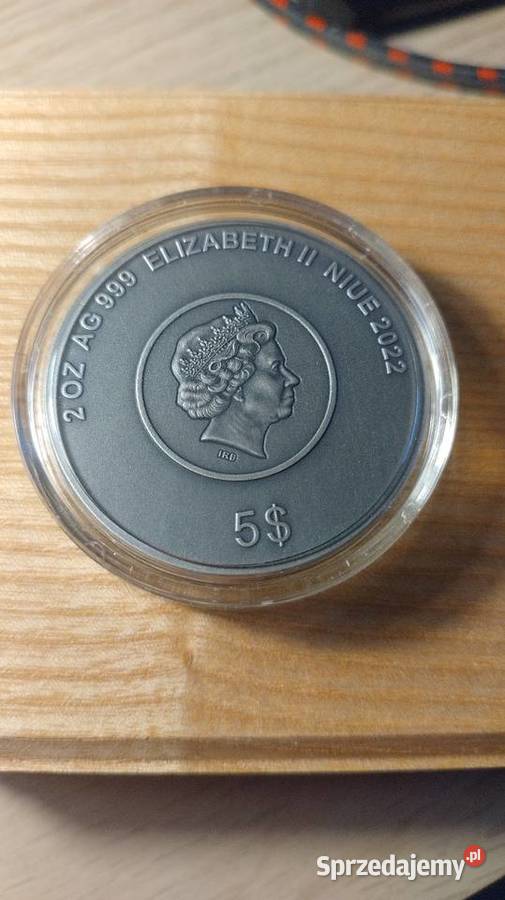 2 OZ AG 999 ELIZABETH II NIUE 2022
IRB
5$
Sprzedajemy.pl